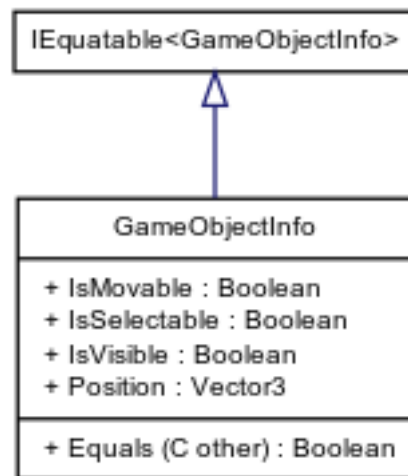 IEquatable<GameObjectInfo>
GameObjectInfo
+ IsMovable : Boolean
+ IsSelectable : Boolean
+ IsVisible : Boolean
+ Position : Vector3
+ Equals (C other) : Boolean